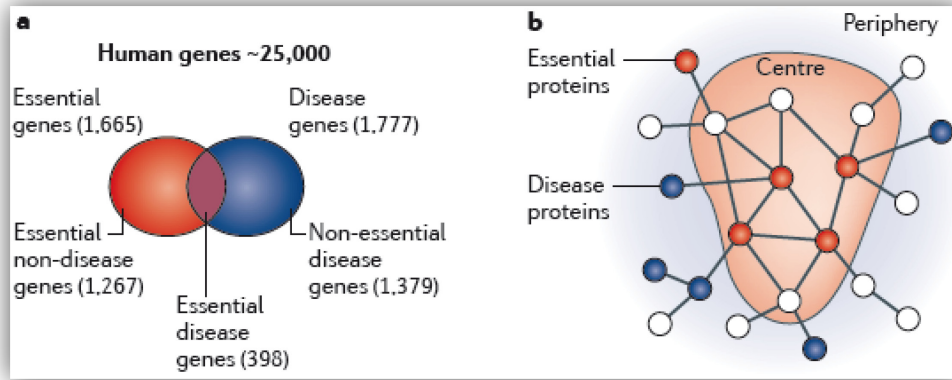 a
Human genes ~25,000
Essential
genes (1,665)
Disease
genes (1,777)
Essential
non-disease
genes (1,267)
Essential
disease
genes (398)
Non-essential
disease
genes (1,379)
b
Periphery
Essential
proteins
Centre
Disease
proteins